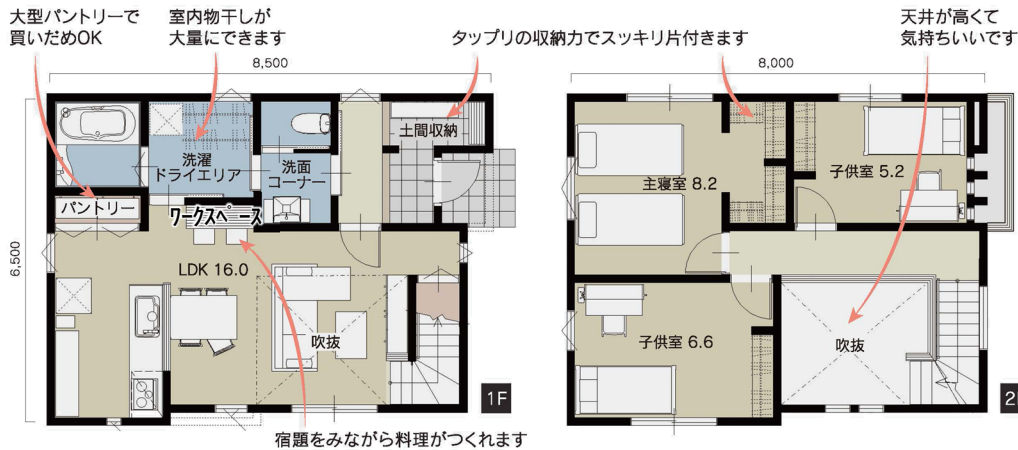 大型パントリーで
買いだめOK
室内物干しが
大量にできます
タップリの収納力でスッキリ片付きます
天井が高くて
気持ちいいです
8,500
8,000
6,500
土間収納
洗濯
ドライエリア
洗面
コーナー
パントリー
ワークスペース
LDK 16.0
吹抜
1F
宿題をみながら料理がつくれます
主寝室 8.2
子供室 5.2
子供室 6.6
吹抜
2